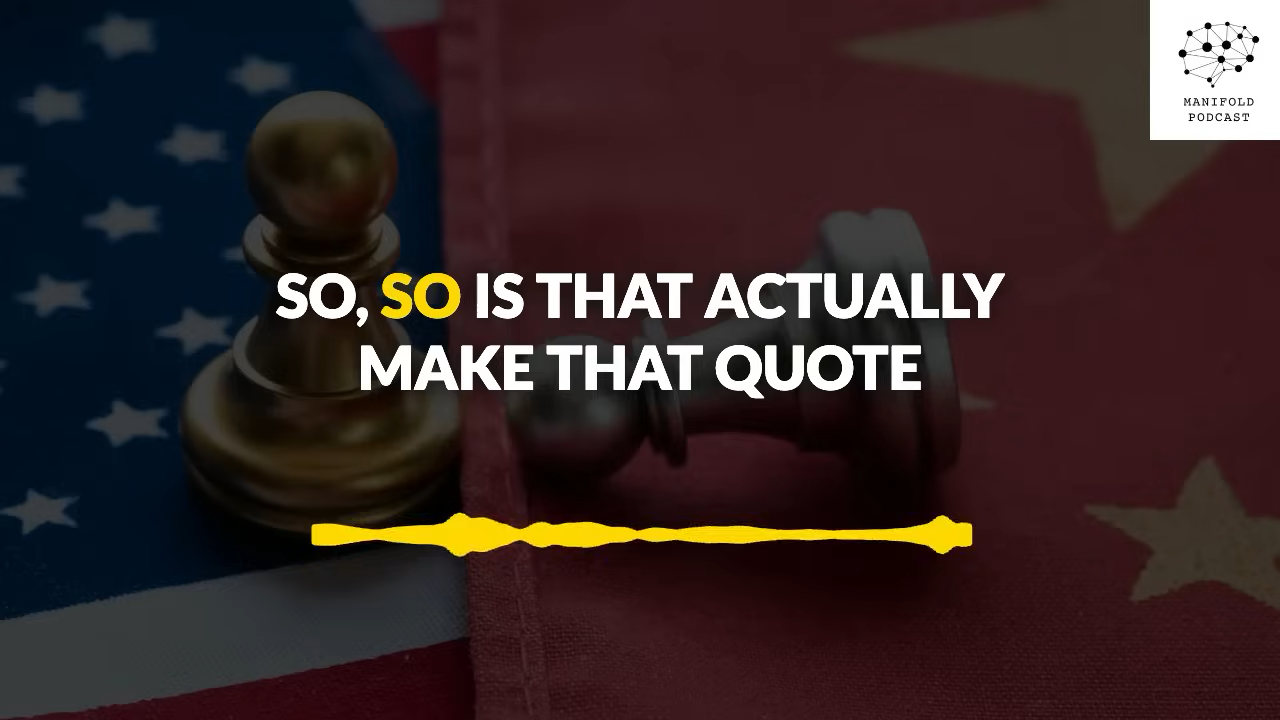 MANIFOLD
PODCAST
SO, SO IS THAT ACTUALLY
MAKE THAT QUOTE